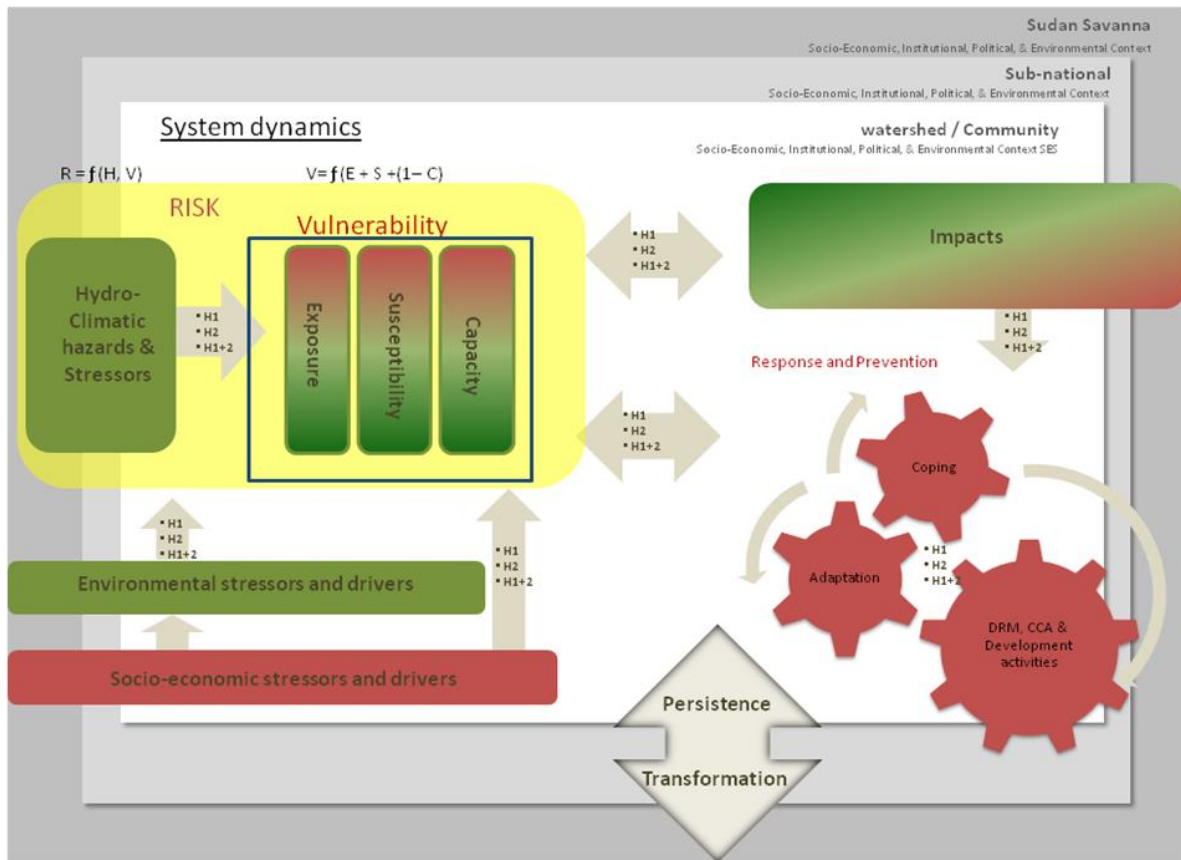 Sudan Savanna
Socio-Economic, Institutional, Political, & Environmental Context
Sub-national
Socio-Economic, Institutional, Political, & Environmental Context
System dynamics
watershed / Community
Socio-Economic, Institutional, Political, & Environmental Context SES
R = ƒ(H, V)
V= ƒ(E + S +(1– C)
RISK
Vulnerability
Hydro-
Climatic
hazards &
Stressors
▪ H1
▪ H2
▪ H1+2
Exposure
Susceptibility
Capacity
▪ H1
▪ H2
▪ H1+2
Impacts
▪ H1
▪ H2
▪ H1+2
Response and Prevention
▪ H1
▪ H2
▪ H1+2
Coping
Adaptation
▪ H1
▪ H2
▪ H1+2
DRM, CCA &
Development
activities
▪ H1
▪ H2
▪ H1+2
▪ H1
▪ H2
▪ H1+2
Environmental stressors and drivers
Socio-economic stressors and drivers
Persistence
Transformation